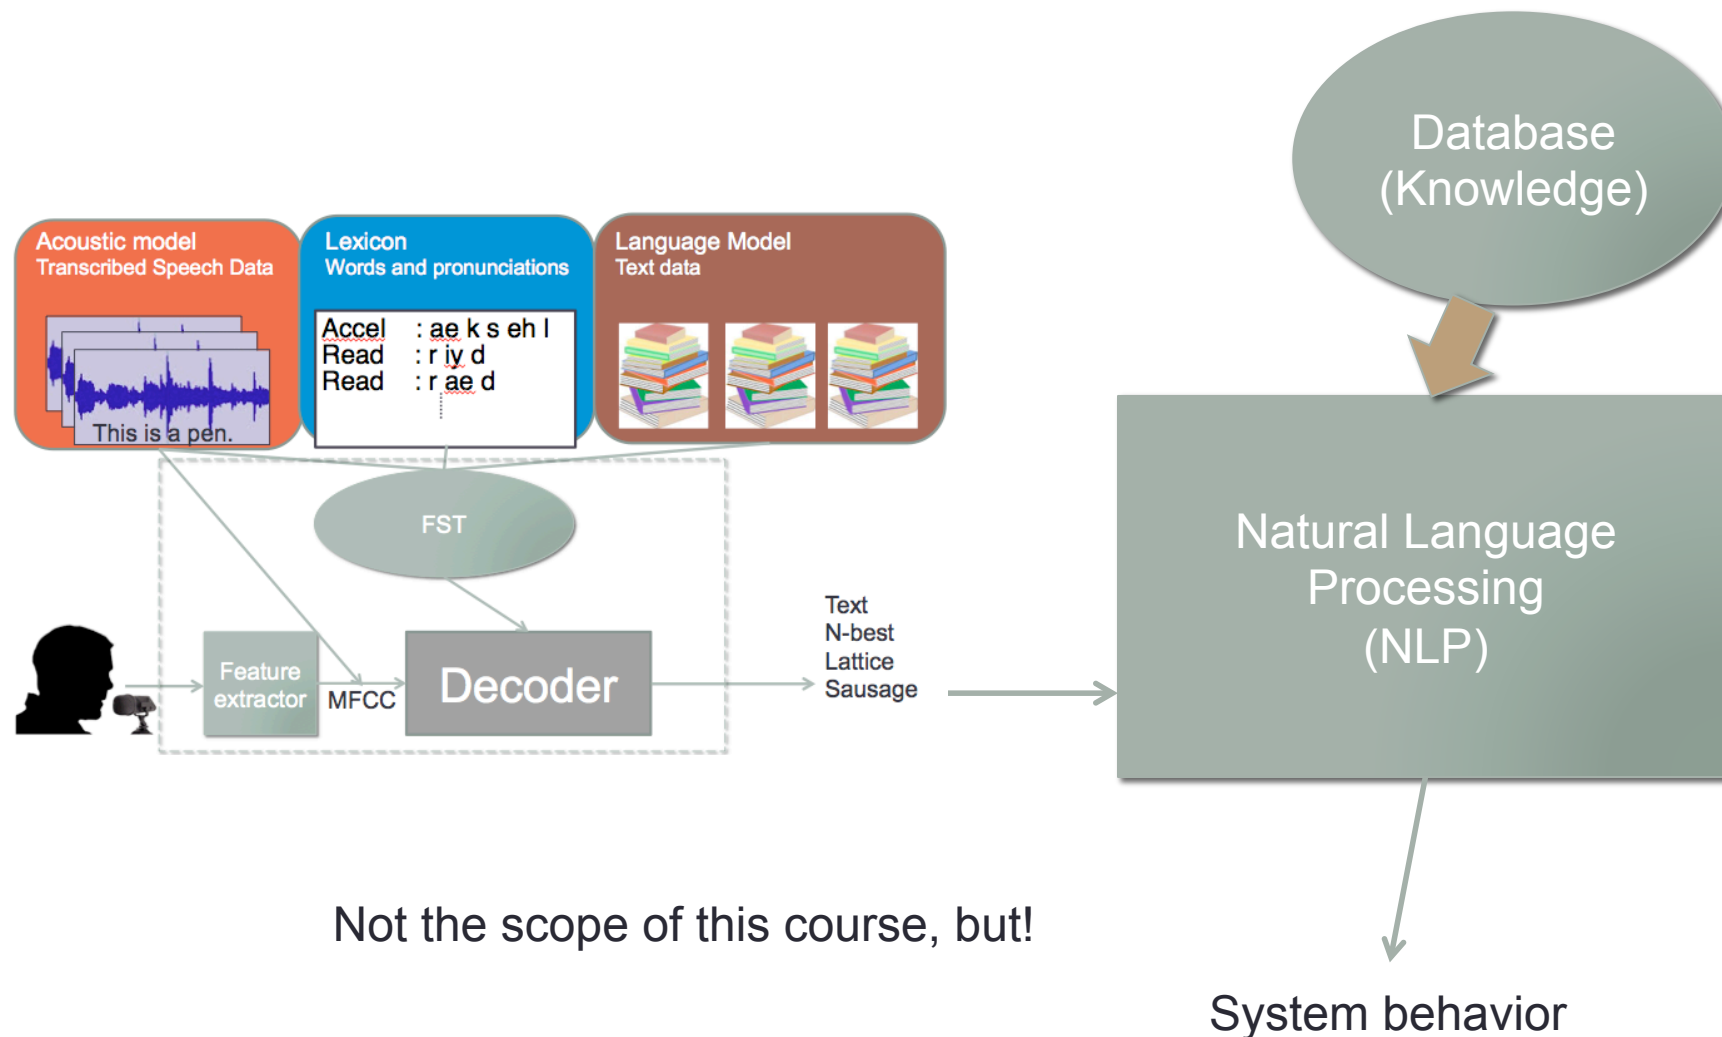 Database
(Knowledge)
Acoustic model
Transcribed Speech Data
This is a pen.
Lexicon
Words and pronunciations
Accel : ae k s eh l
Read : r iy d
Read : r ae d
Language Model
Text data
FST
Feature
extractor
MFCC
Decoder
Text
N-best
Lattice
Sausage
Natural Language
Processing
(NLP)
Not the scope of this course, but!
System behavior